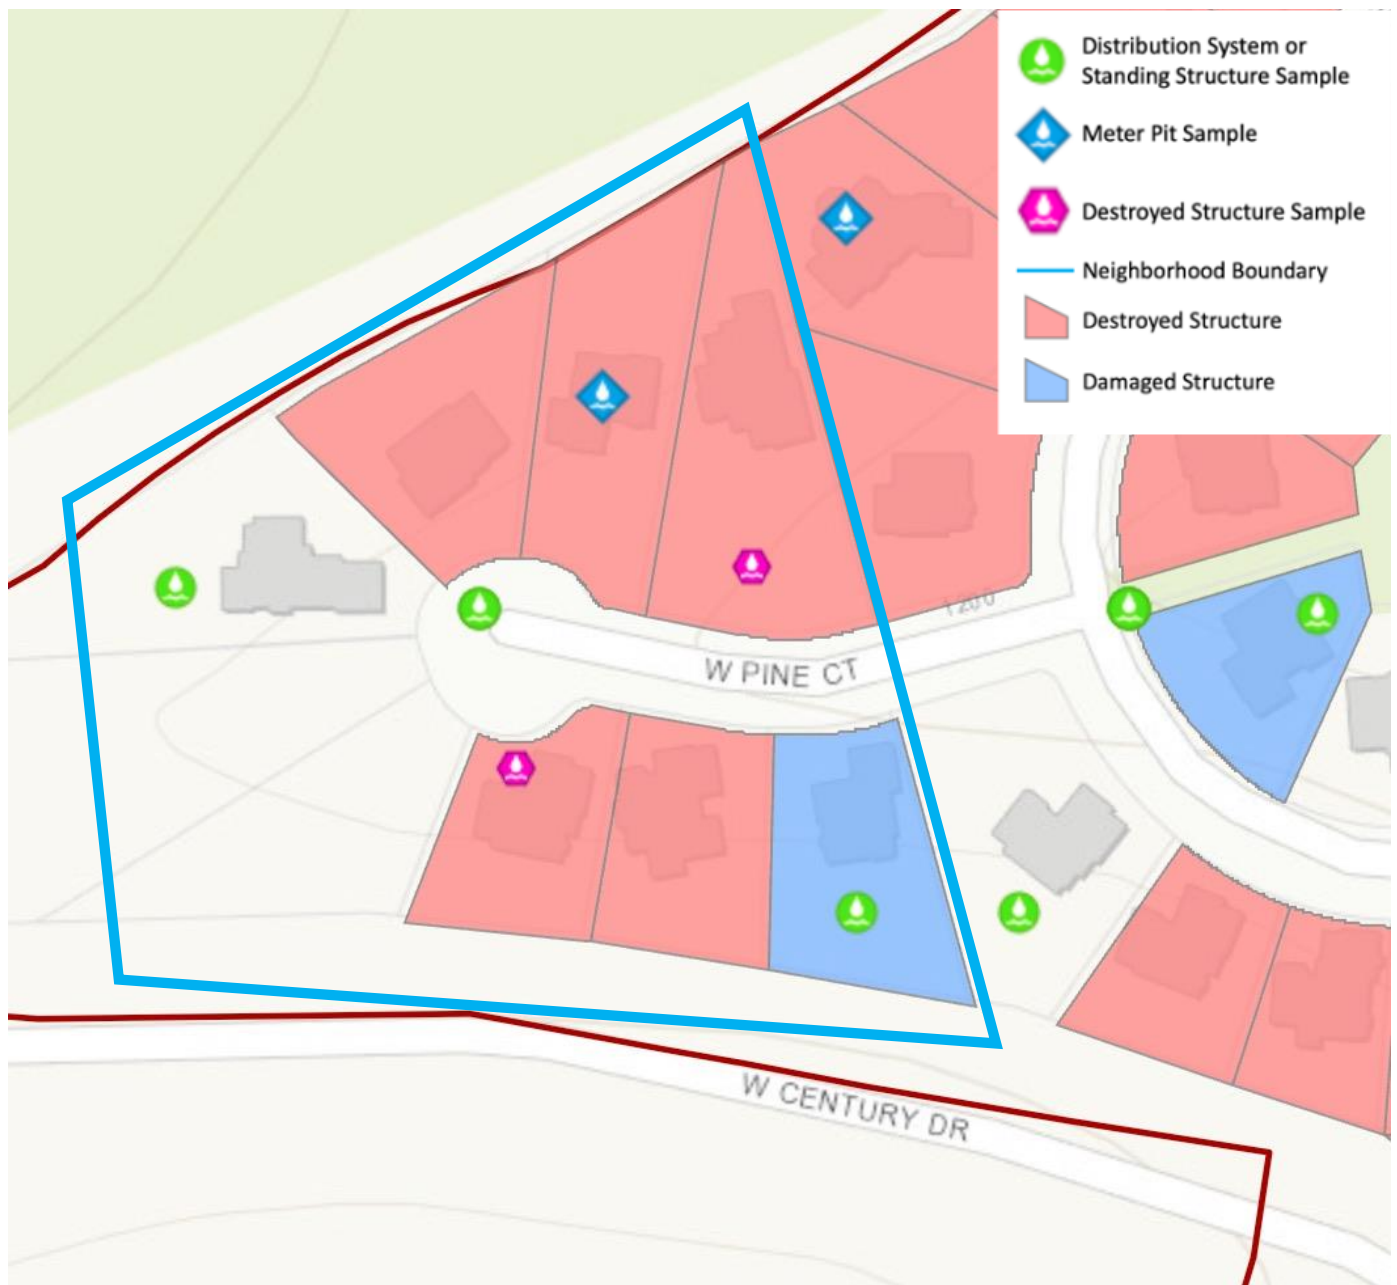 Distribution System or
Standing Structure Sample
Meter Pit Sample
Destroyed Structure Sample
Neighborhood Boundary
Destroyed Structure
Damaged Structure
1200
W PINE CT
W CENTURY DR